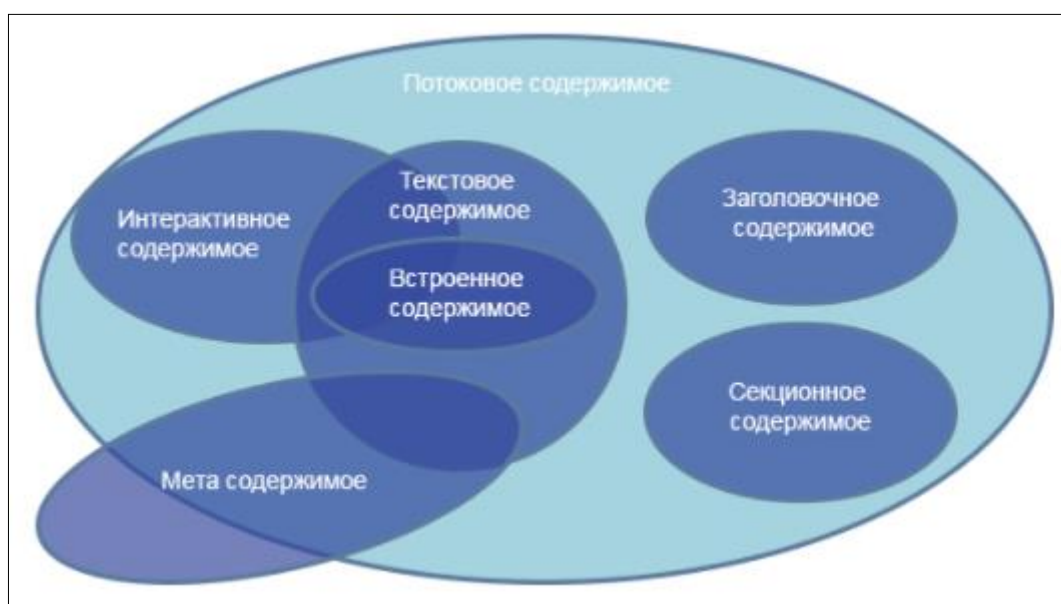 Потоковое содержимое
Интерактивное
содержимое
Текстовое
содержимое
Встроенное
содержимое
Заголовочное
содержимое
Секционное
содержимое
Мета содержимое